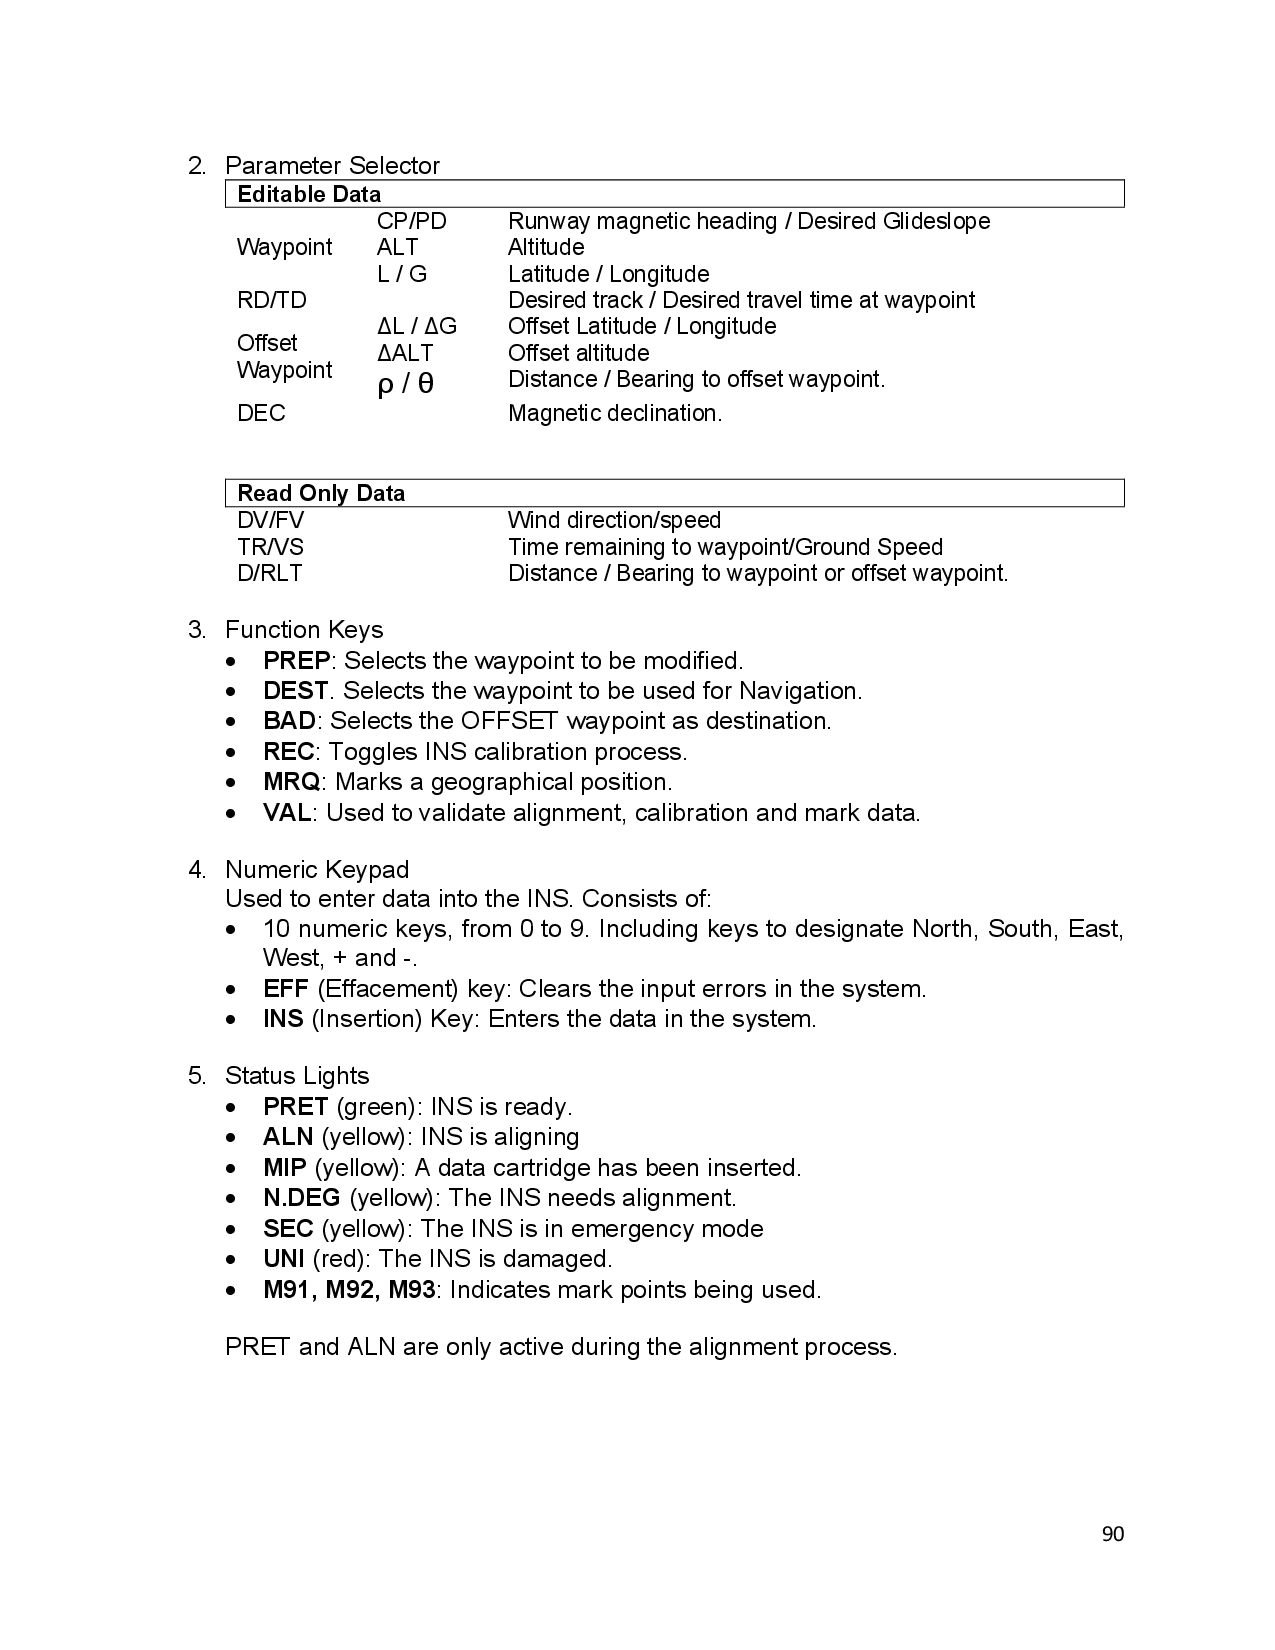 2. Parameter Selector
Editable Data
CP/PD Runway magnetic heading / Desired Glideslope
Waypoint ALT Altitude
L / G Latitude / Longitude
RD/TD Desired track / Desired travel time at waypoint
ΔL / ΔG Offset Latitude / Longitude
Offset
Waypoint
ΔALT Offset altitude
ρ / θ Distance / Bearing to offset waypoint.
DEC Magnetic declination.
Read Only Data
DV/FV Wind direction/speed
TR/VS Time remaining to waypoint/Ground Speed
D/RLT Distance / Bearing to waypoint or offset waypoint.
3. Function Keys
• PREP: Selects the waypoint to be modified.
• DEST. Selects the waypoint to be used for Navigation.
• BAD: Selects the OFFSET waypoint as destination.
• REC: Toggles INS calibration process.
• MRQ: Marks a geographical position.
• VAL: Used to validate alignment, calibration and mark data.
4. Numeric Keypad
Used to enter data into the INS. Consists of:
• 10 numeric keys, from 0 to 9. Including keys to designate North, South, East,
West, + and -.
• EFF (Effacement) key: Clears the input errors in the system.
• INS (Insertion) Key: Enters the data in the system.
5. Status Lights
• PRET (green): INS is ready.
• ALN (yellow): INS is aligning
• MIP (yellow): A data cartridge has been inserted.
• N.DEG (yellow): The INS needs alignment.
• SEC (yellow): The INS is in emergency mode
• UNI (red): The INS is damaged.
• M91, M92, M93: Indicates mark points being used.
PRET and ALN are only active during the alignment process.
90